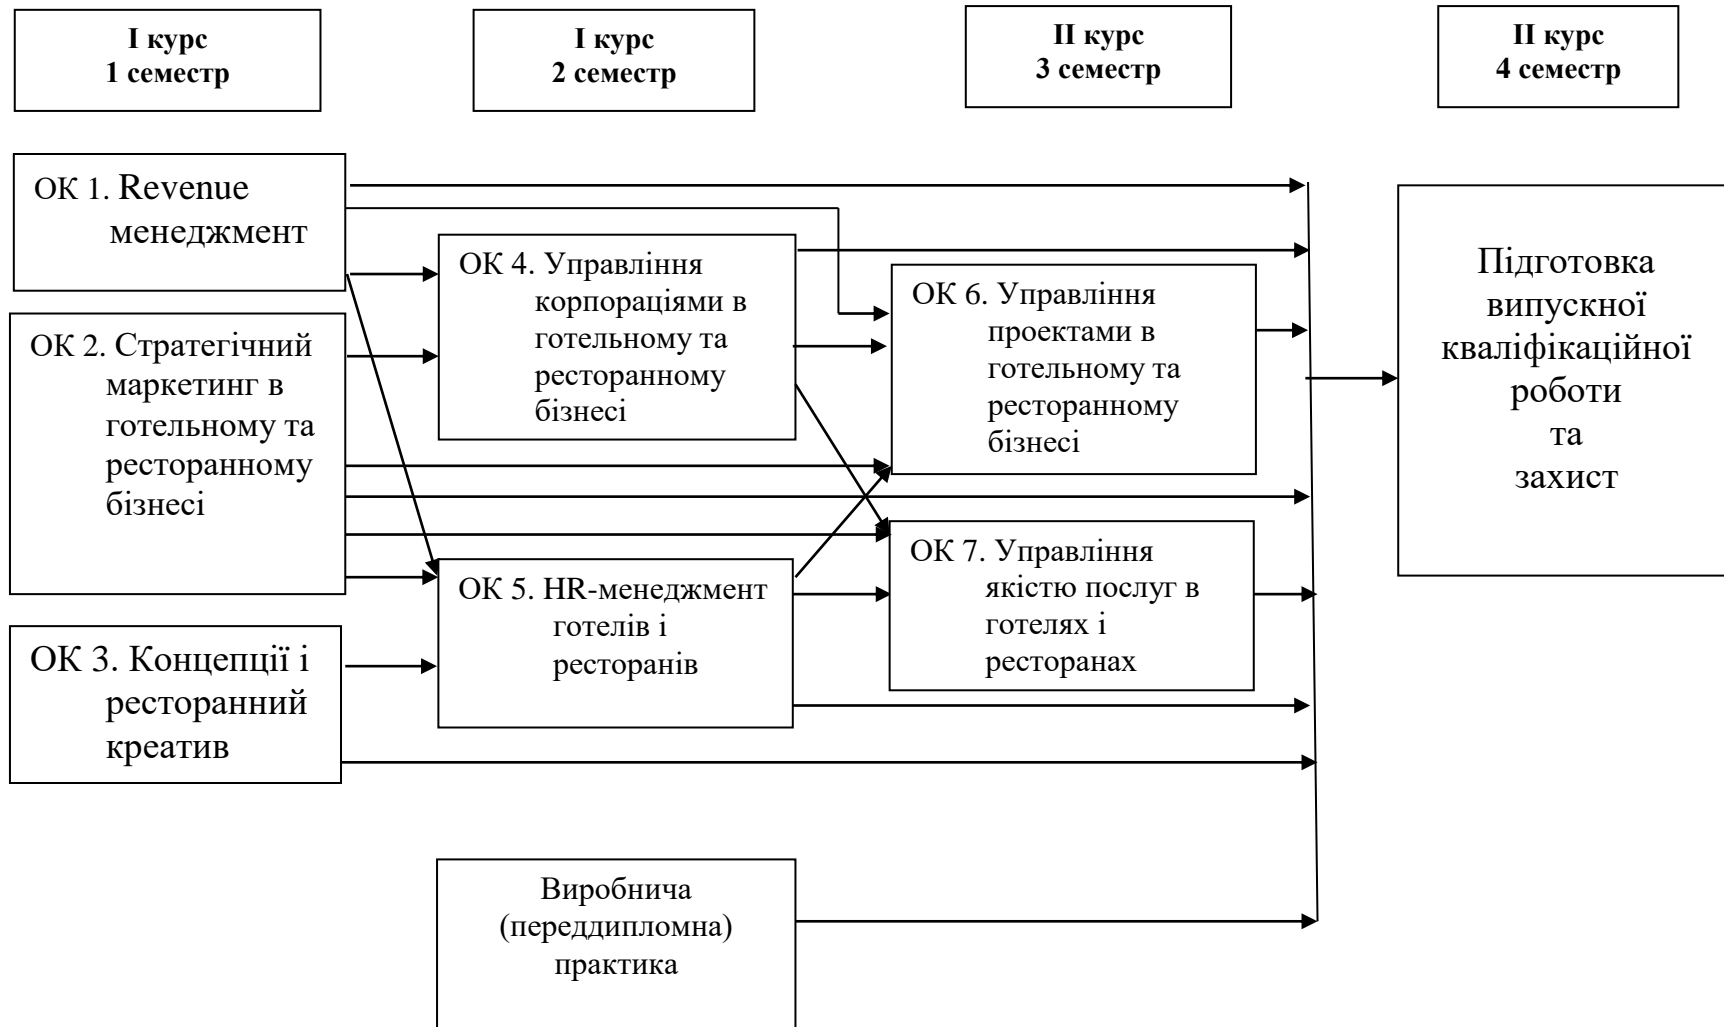 І курс
1 семестр
І курс
2 семестр
ІІ курс
3 семестр
ІІ курс
4 семестр
ОК 1. Revenue
менеджмент
ОК 2. Стратегічний
маркетинг в
готельному та
ресторанному
бізнесі
ОК 3. Концепції і
ресторанний
креатив
ОК 4. Управління
корпораціями в
готельному та
ресторанному
бізнесі
ОК 5. HR-менеджмент
готелів і
ресторанів
Виробнича
(переддипломна)
практика
ОК 6. Управління
проектами в
готельному та
ресторанному
бізнесі
ОК 7. Управління
якістю послуг в
готелях і
ресторанах
Підготовка
випускної
кваліфікаційної
роботи
та
захист